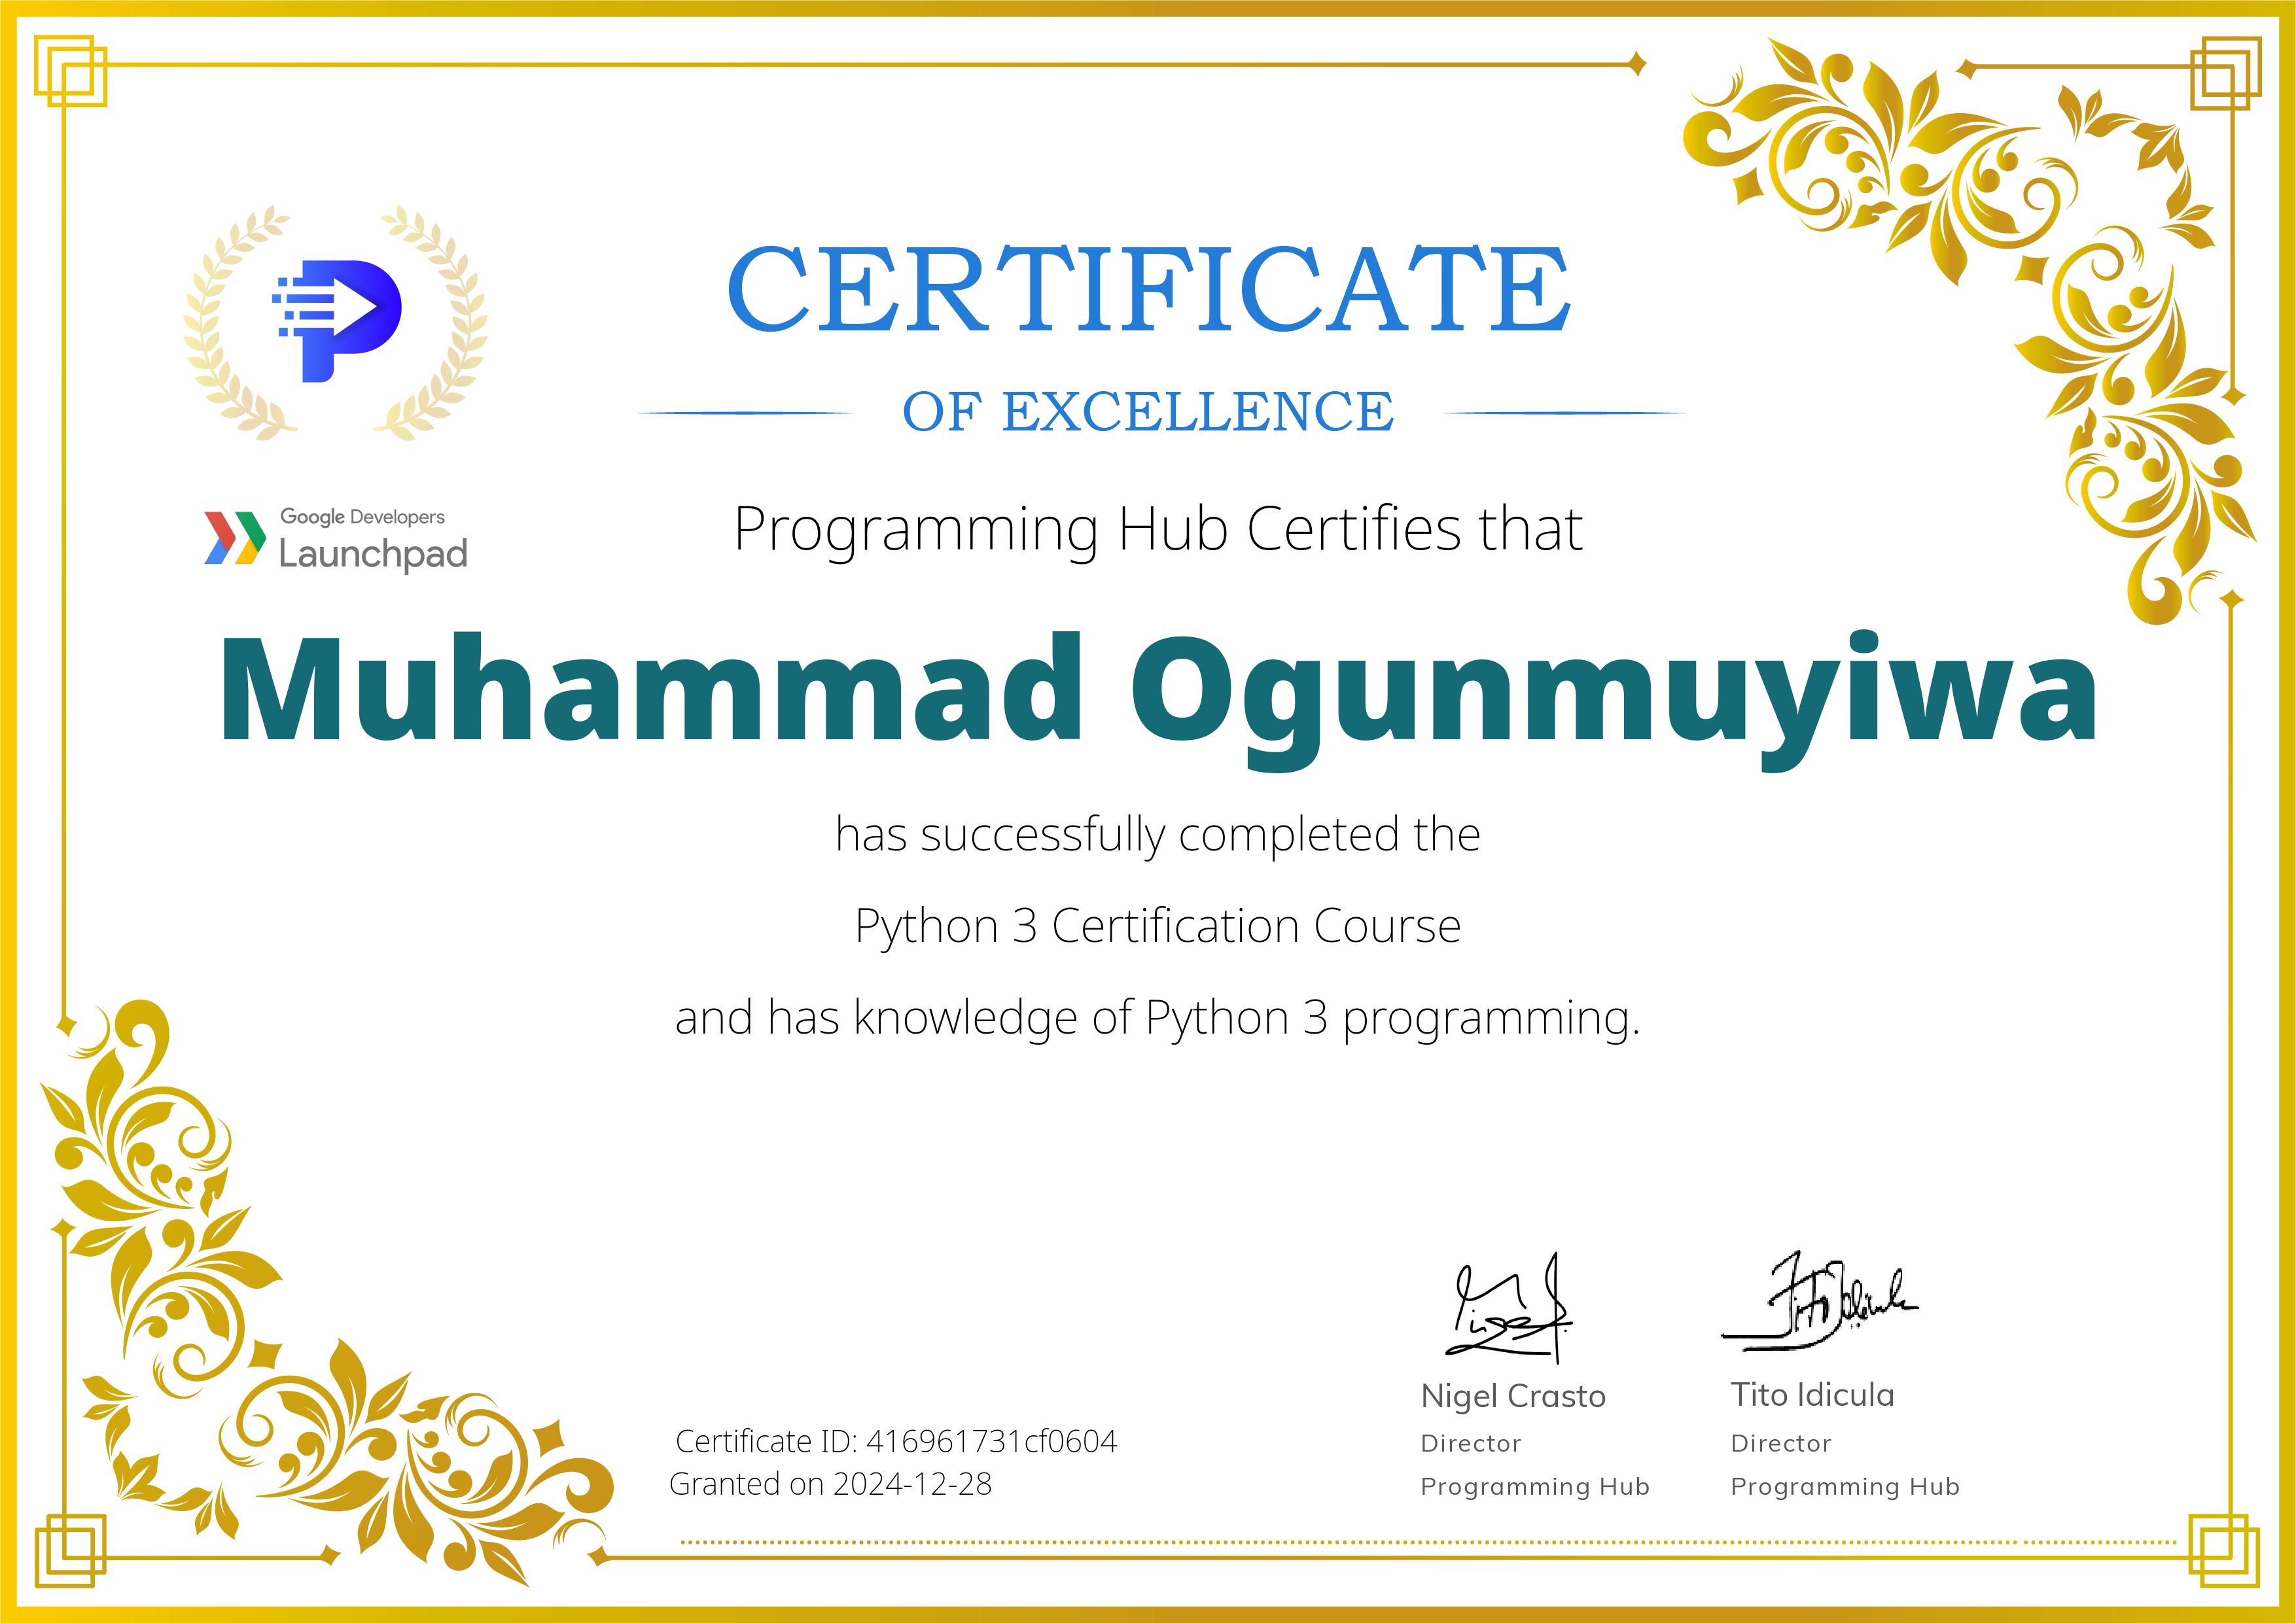 CERTIFICATE
OF EXCELLENCE
Google Developers
Launchpad
Programming Hub Certifies that
Muhammad Ogunmuyiwa
has successfully completed the
Python 3 Certification Course
and has knowledge of Python 3 programming.
Nigel Crasto
Director
Programming Hub
Tito Idicula
Director
Programming Hub
Certificate ID: 416961731cf0604
Granted on 2024-12-28